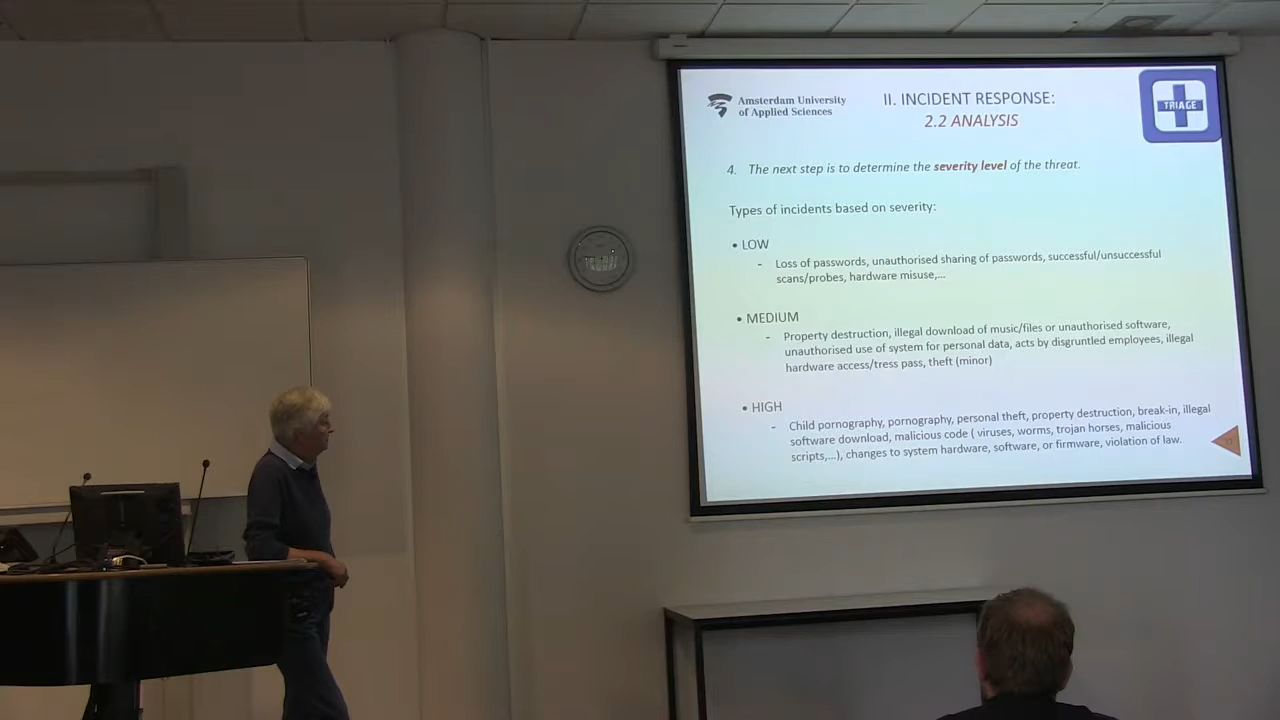 Amsterdam University
of Applied Sciences
II. INCIDENT RESPONSE:
2.2 ANALYSIS
TRIAGE
4. The next step is to determine the severity level of the threat.
Types of incidents based on severity:
• LOW
- Loss of passwords, unauthorised sharing of passwords, successful/unsuccessful
scans/probes, hardware misuse,...
• MEDIUM
- Property destruction, illegal download of music/files or unauthorised software,
unauthorised use of system for personal data, acts by disgruntled employees, illegal
hardware access/tress pass, theft (minor)
• HIGH
- Child pornography, pornography, personal theft, property destruction, break-in, illegal
software download, malicious code ( viruses, worms, trojan horses, malicious
scripts,...), changes to system hardware, software, or firmware, violation of law.